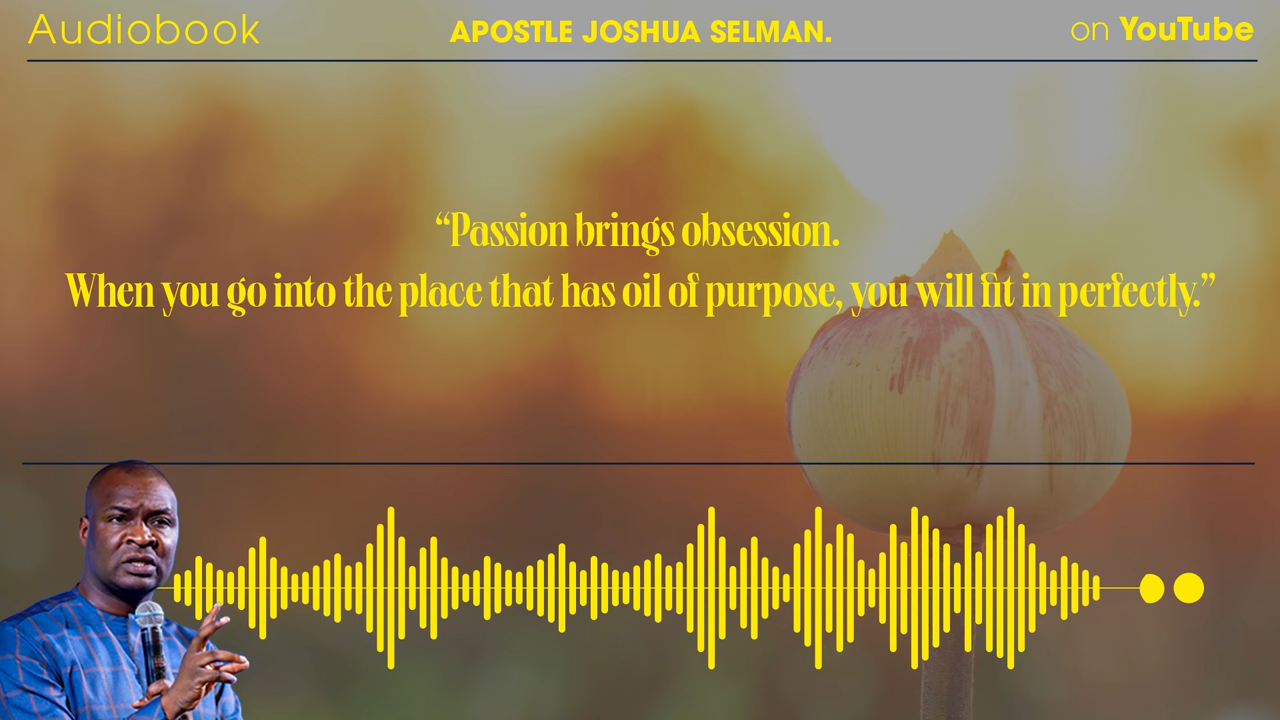 Audiobook
APOSTLE JOSHUA SELMAN.
on YouTube
“Passion brings obsession.
When you go into the place that has oil of purpose, you will fit in perfectly.”